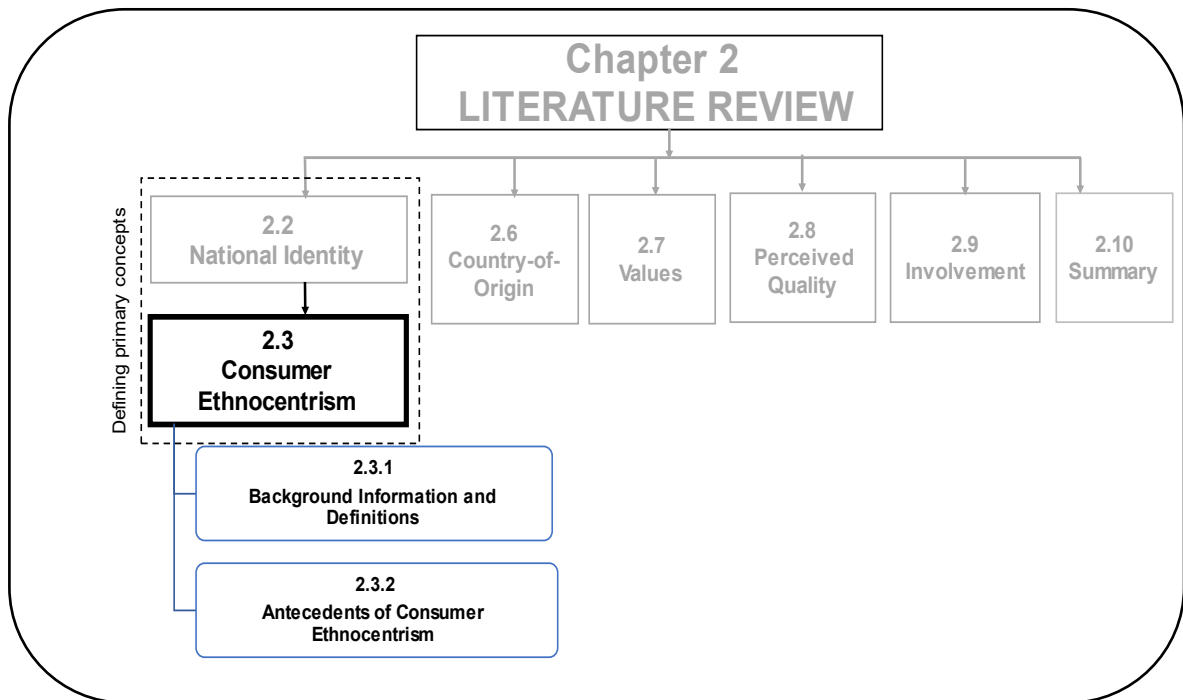 Chapter 2
LITERATURE REVIEW
Defining primary concepts
2.2
National Identity
2.6
Country-of-
Origin
2.7
Values
2.8
Perceived
Quality
2.9
Involvement
2.10
Summary
2.3
Consumer
Ethnocentrism
2.3.1
Background Information and
Definitions
2.3.2
Antecedents of Consumer
Ethnocentrism